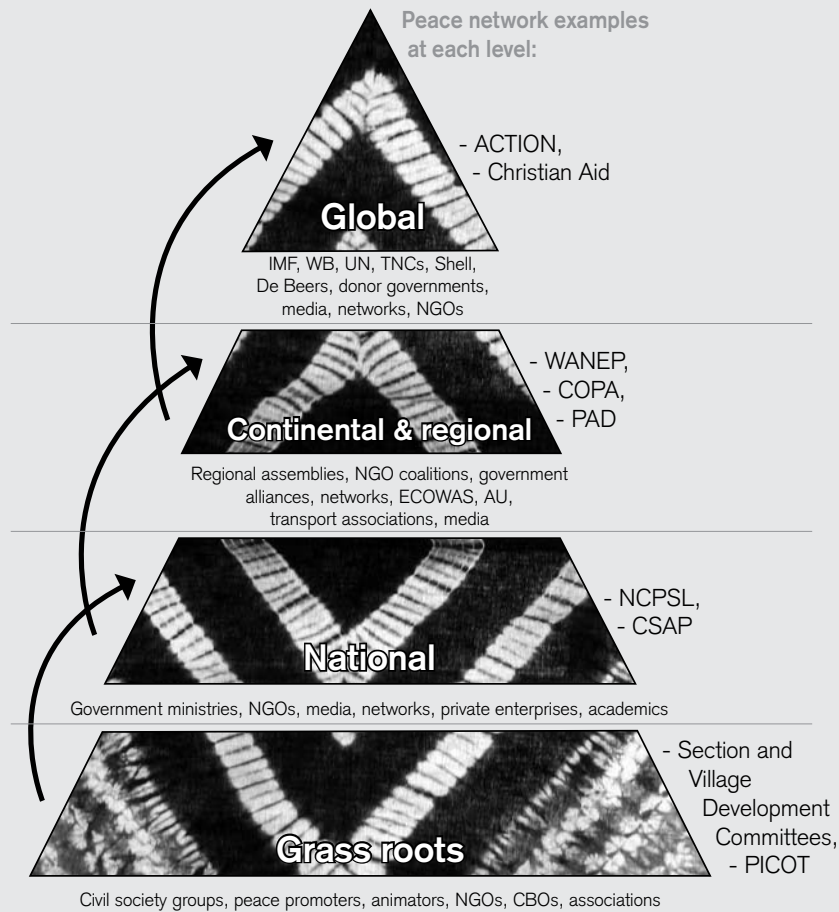 Peace network examples
at each level:
- ACTION,
- Christian Aid
Global
IMF, WB, UN, TNCs, Shell,
De Beers, donor governments,
media, networks, NGOs
- WANEP,
- COPA,
- PAD
Continental & regional
Regional assemblies, NGO coalitions, government
alliances, networks, ECOWAS, AU,
transport associations, media
- NCPSL,
- CSAP
National
Government ministries, NGOs, media, networks, private enterprises, academics
- Section and
Village
Development
Committees,
- PICOT
Grass roots
Civil society groups, peace promoters, animators, NGOs, CBOs, associations